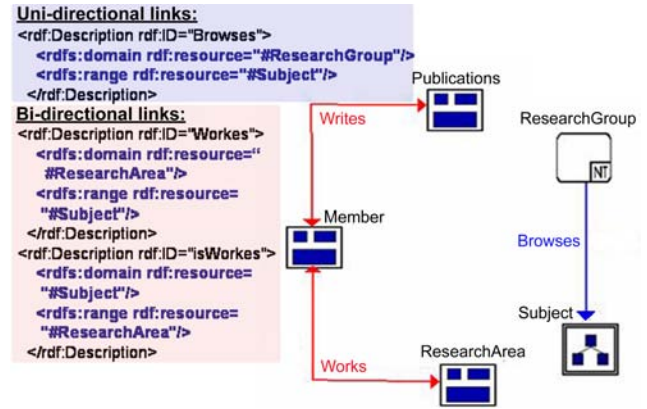 Uni-directional links:
<rdf:Description rdf:ID="Browses">
<rdfs:domain rdf:resource="#ResearchGroup"/>
<rdfs:range rdf:resource="#Subject"/>
</rdf:Description>
Bi-directional links:
<rdf:Description rdf:ID="Workes">
<rdfs:domain rdf:resource=“
#ResearchArea"/>
<rdfs:range rdf:resource=
"#Subject"/>
</rdf:Description>
<rdf:Description rdf:ID="isWorkes">
<rdfs:domain rdf:resource=
"#Subject"/>
<rdfs:range rdf:resource=
"#ResearchArea"/>
</rdf:Description>
Publications
Writes
Member
Works
ResearchArea
ResearchGroup
NT
Browses
Subject